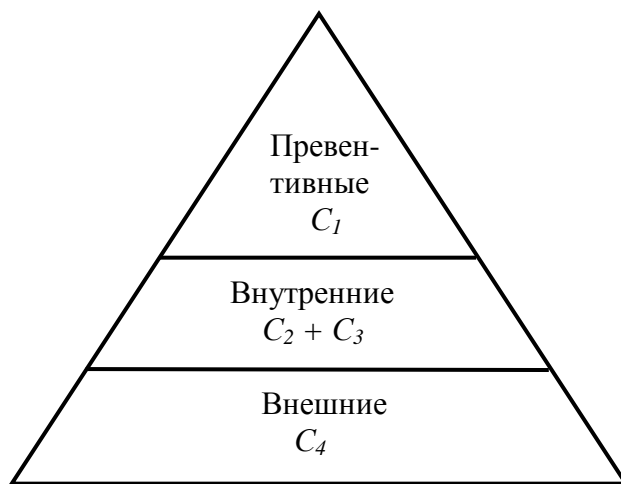 Превен-
тивные
C1
Внутренние
C2 + C3
Внешние
C4